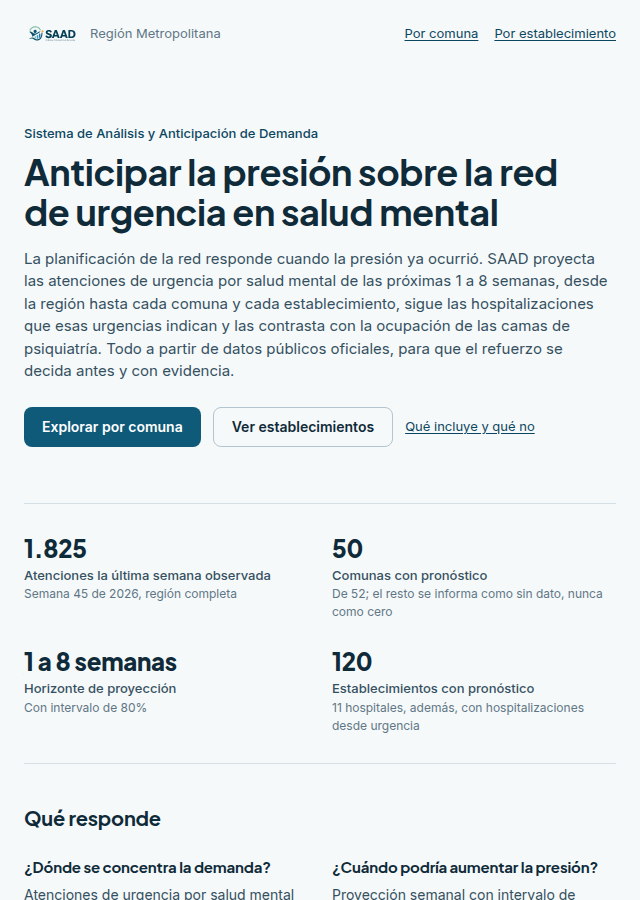 SAAD Región Metropolitana Por comuna Por establecimiento
Sistema de Análisis y Anticipación de Demanda
Anticipar la presión sobre la red
de urgencia en salud mental
La planificación de la red responde cuando la presión ya ocurrió. SAAD proyecta
las atenciones de urgencia por salud mental de las próximas 1 a 8 semanas, desde
la región hasta cada comuna y cada establecimiento, sigue las hospitalizaciones
que esas urgencias indican y las contrasta con la ocupación de las camas de
psiquiatría. Todo a partir de datos públicos oficiales, para que el refuerzo se
decida antes y con evidencia.
Explorar por comuna
Ver establecimientos
Qué incluye y qué no
1.825
Atenciones la última semana observada
Semana 45 de 2026, región completa
50
Comunas con pronóstico
De 52; el resto se informa como sin dato, nunca
como cero
1 a 8 semanas
Horizonte de proyección
Con intervalo de 80%
120
Establecimientos con pronóstico
11 hospitales, además, con hospitalizaciones
desde urgencia
Qué responde
¿Dónde se concentra la demanda?
Atenciones de urgencia por salud mental
¿Cuándo podría aumentar la presión?
Proyección semanal con intervalo de